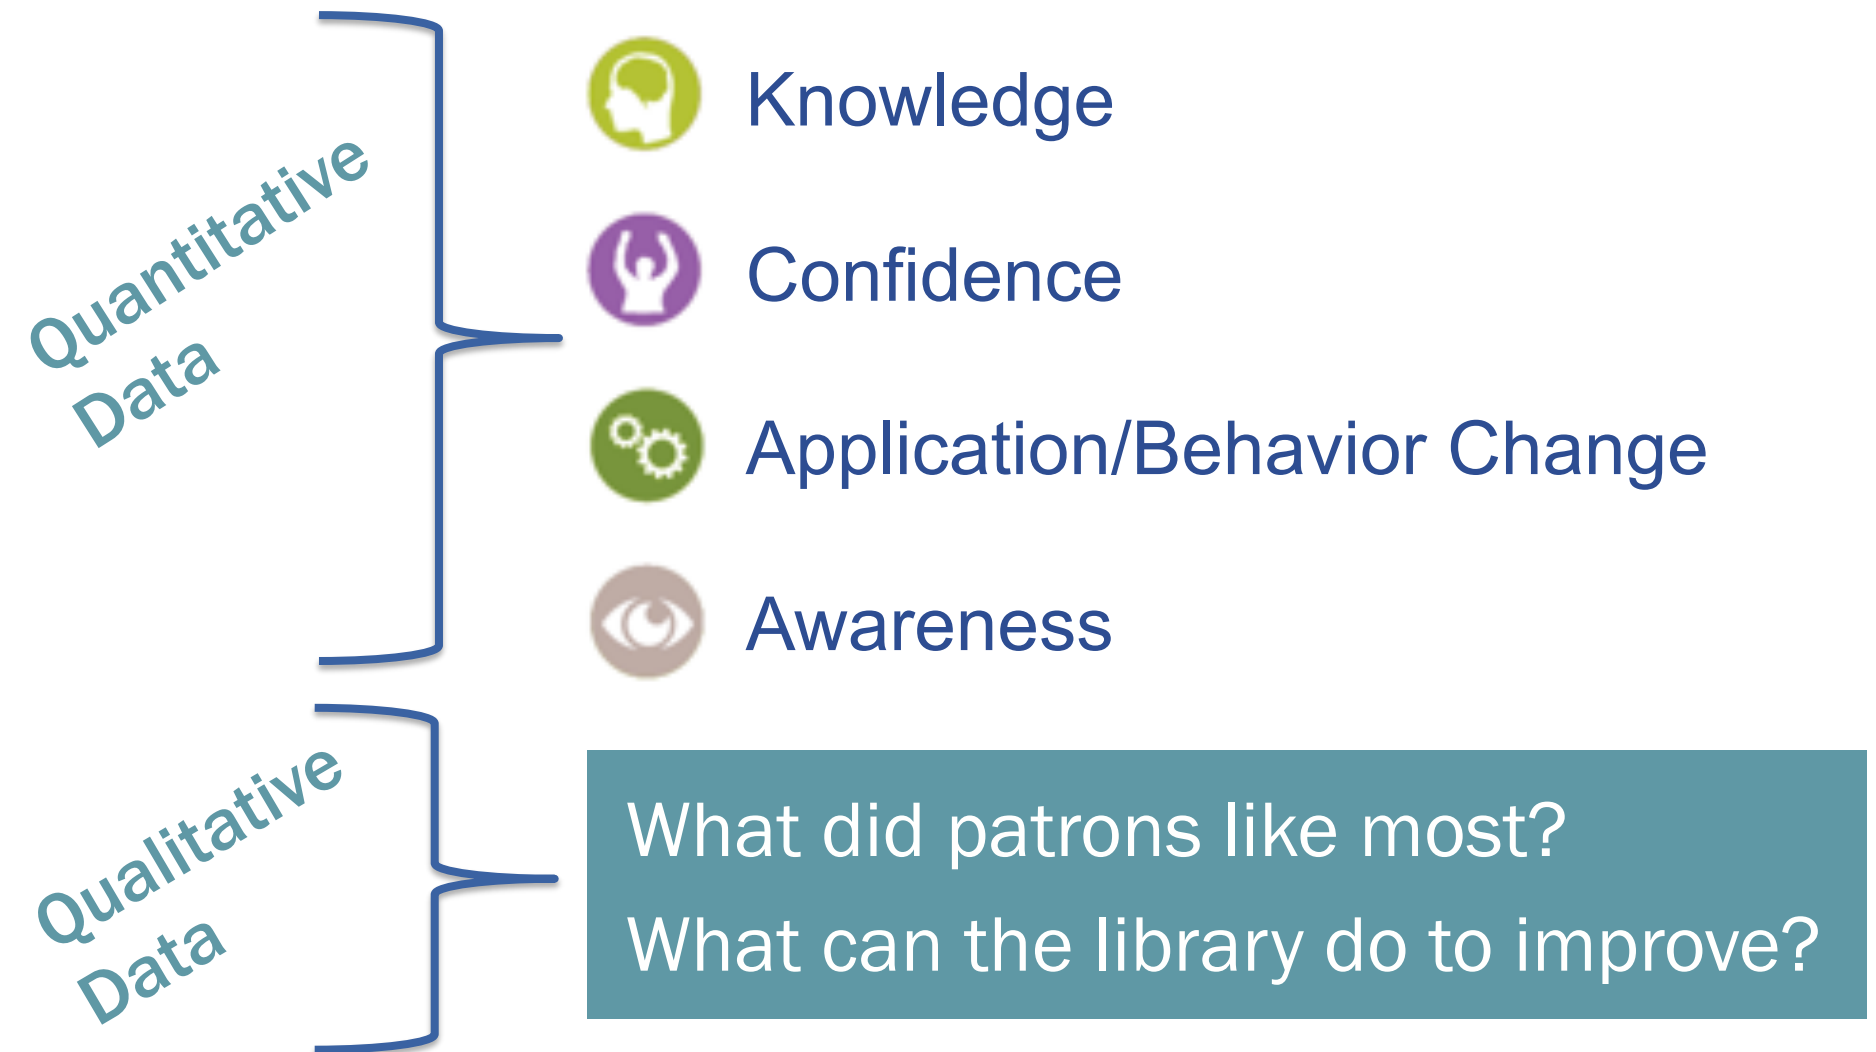 Quantitative
Data
Knowledge
Confidence
Application/Behavior Change
Awareness
Qualitative
Data
What did patrons like most?
What can the library do to improve?